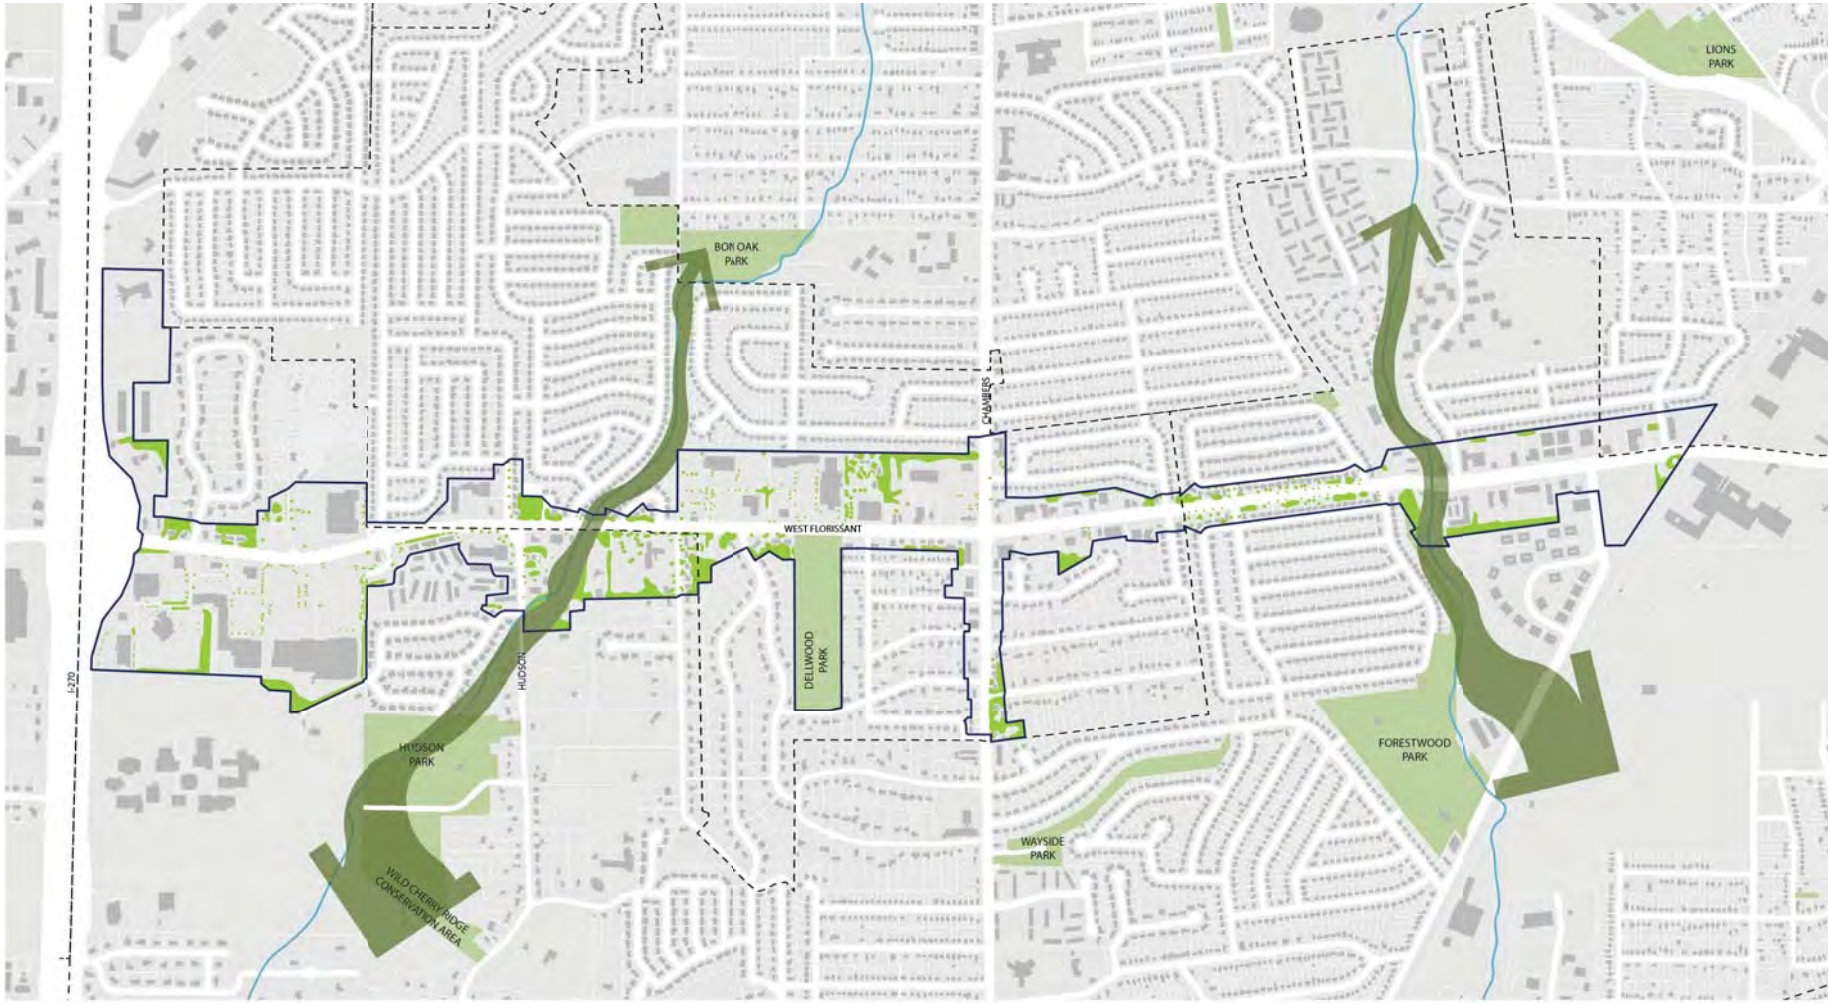 LIONS
PARK
BON OAK
PARK
CHAMBERS
WEST FLORISSANT
DELLWOOD
PARK
HUDSON
I-270
HUDSON
PARK
FORESTWOOD
PARK
WAYSIDE
PARK
WILD CHERRY RIDGE
CONSERVATION AREA